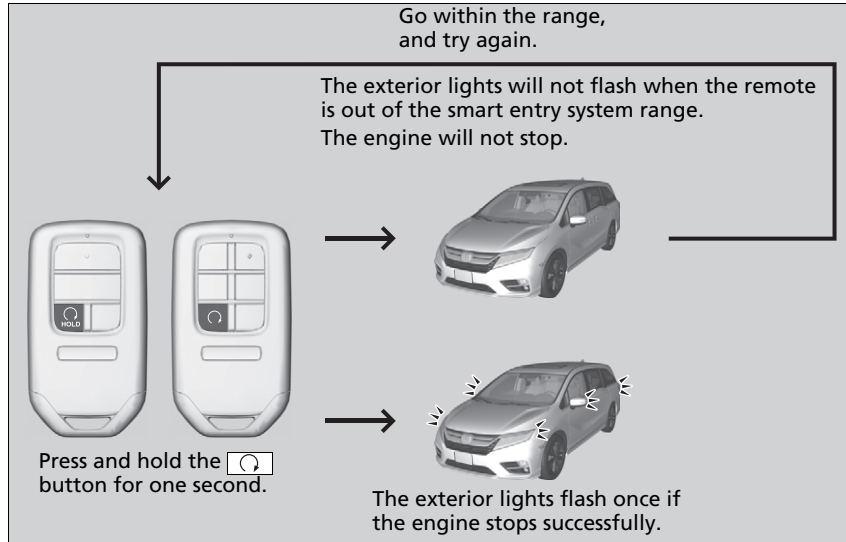 Go within the range,
and try again.
The exterior lights will not flash when the remote
is out of the smart entry system range.
The engine will not stop.
HOLD
Press and hold the
button for one second.
The exterior lights flash once if
the engine stops successfully.